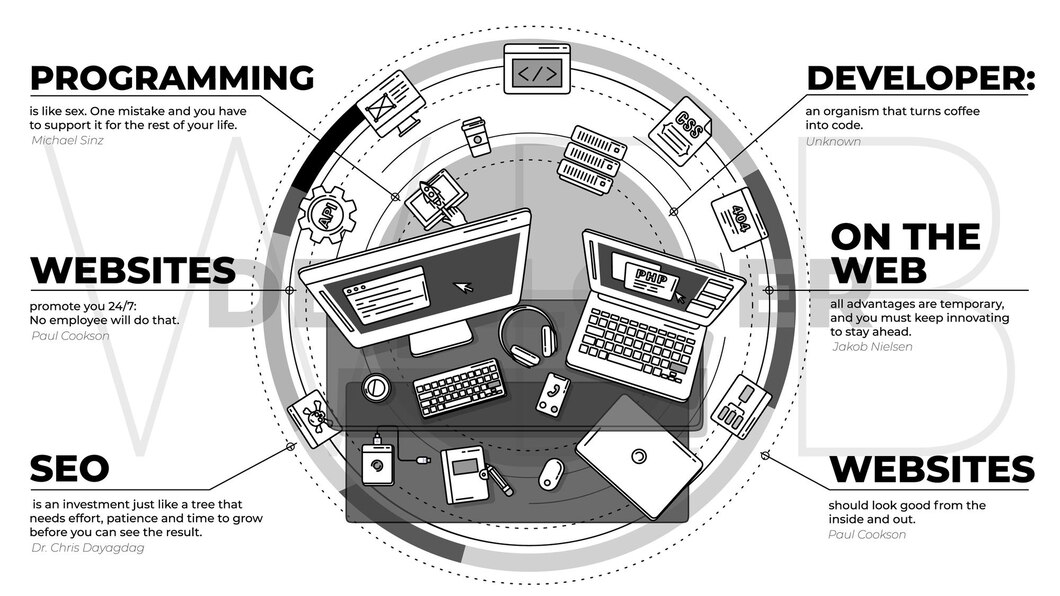 PROGRAMMING
is like sex. One mistake and you have
to support it for the rest of your life.
Michael Sinz
WEBSITES
promote you 24/7:
No employee will do that.
Paul Cookson
SEO
is an investment just like a tree that
needs effort, patience and time to grow
before you can see the result.
Dr. Chris Dayagdag
WEB
DEVELOPER
</>
CSS
API
404
PHP
DEVELOPER:
an organism that turns coffee
into code.
Unknown
ON THE
WEB
all advantages are temporary,
and you must keep innovating
to stay ahead.
Jakob Nielsen
WEBSITES
should look good from the
inside and out.
Paul Cookson